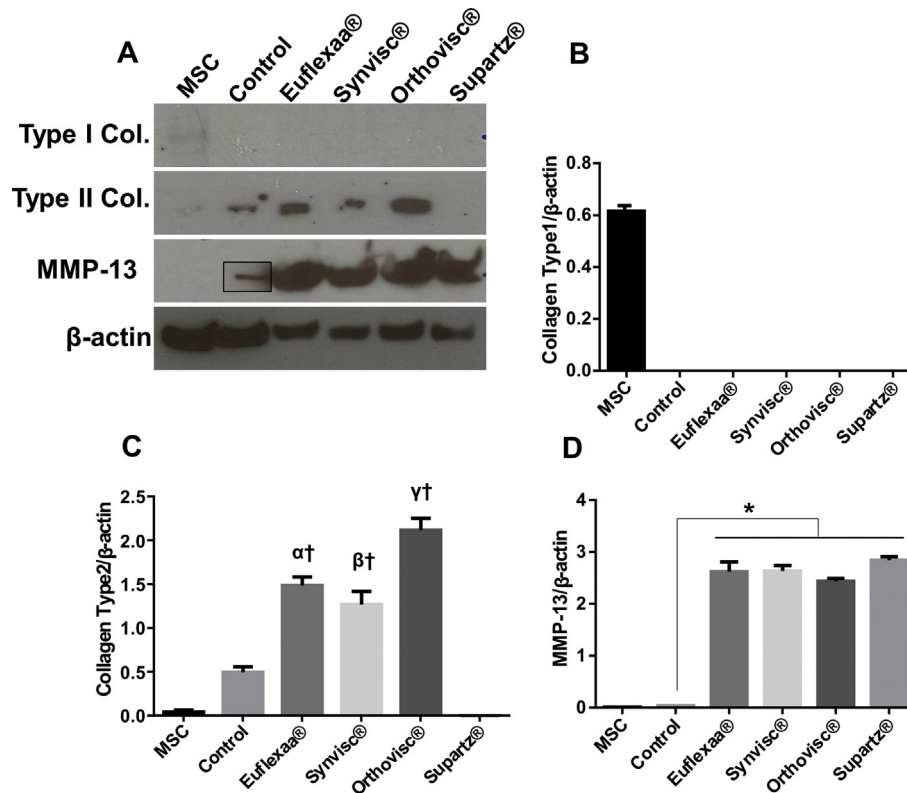 A
MSC
Control
Euflexaa®
Synvisc®
Orthovisc®
Supartz®
Type I Col.
Type II Col.
MMP-13
β-actin
B
Collagen Type1/β-actin
0.8
0.6
0.4
0.2
0.0
MSC
Control
Euflexaa®
Synvisc®
Orthovisc®
Supartz®
C
Collagen Type2/β-actin
2.5
2.0
1.5
1.0
0.5
0.0
α†
β†
γ†
MSC
Control
Euflexaa®
Synvisc®
Orthovisc®
Supartz®
D
MMP-13/β-actin
4
3
2
1
0
*
MSC
Control
Euflexaa®
Synvisc®
Orthovisc®
Supartz®